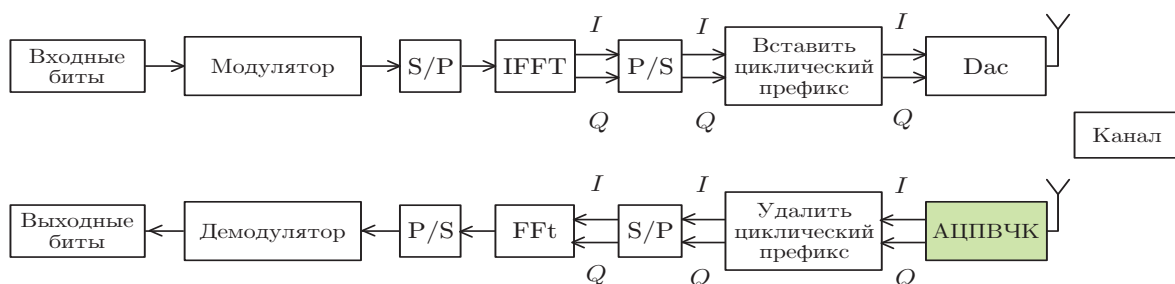 I I I
Входные
биты
Модулятор
S/P
IFFT
P/S
Вставить
циклический
префикс
Dac
Q Q Q
Канал
I I I
Выходные
биты
Демодулятор
P/S
FFt
S/P
Удалить
циклический
префикс
АЦПВЧК
Q Q Q